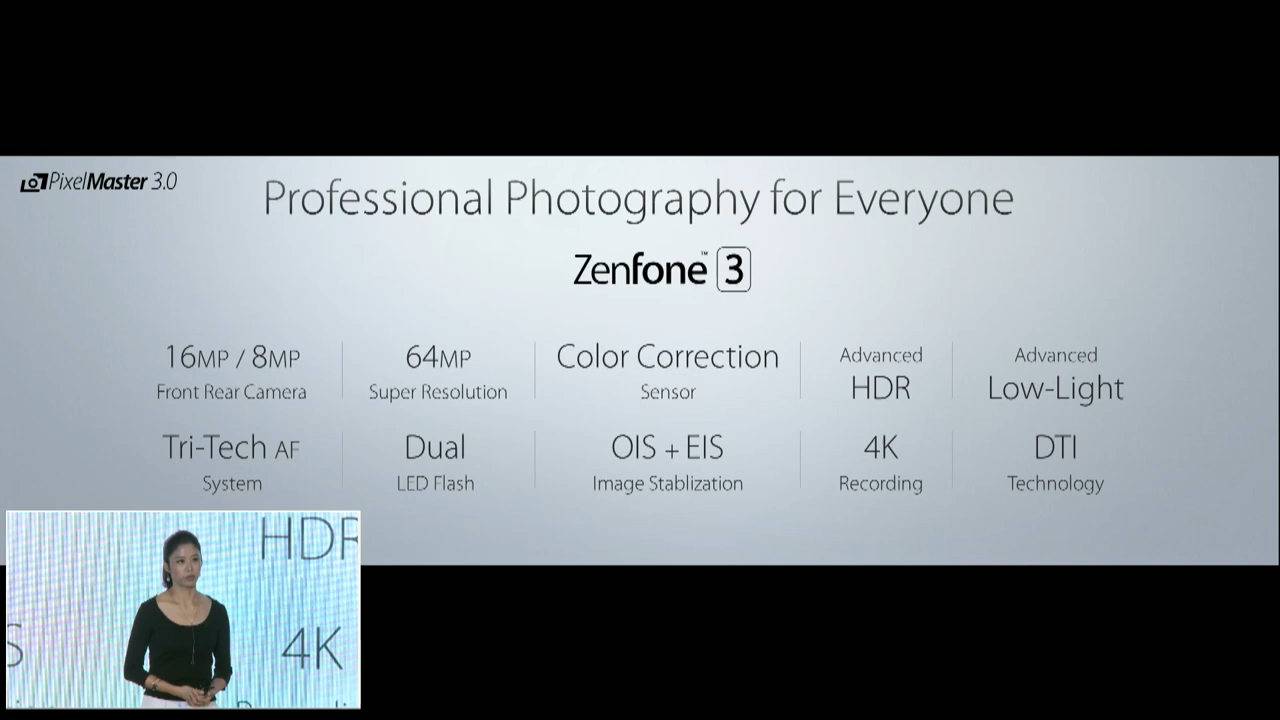 PixelMaster 3.0
Professional Photography for Everyone
Zenfone™ 3
16MP / 8MP
Front Rear Camera
64MP
Super Resolution
Color Correction
Sensor
Advanced
HDR
Advanced
Low-Light
Tri-Tech AF
System
Dual
LED Flash
OIS + EIS
Image Stablization
4K
Recording
DTI
Technology
HDR
S
4K